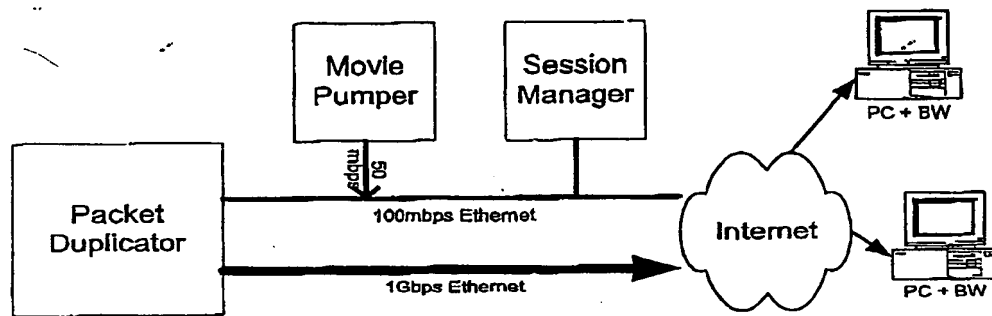 Movie
Pumper
Session
Manager
PC + BW
50
mbps
Packet
Duplicator
100mbps Ethernet
Internet
1Gbps Ethernet
PC + BW